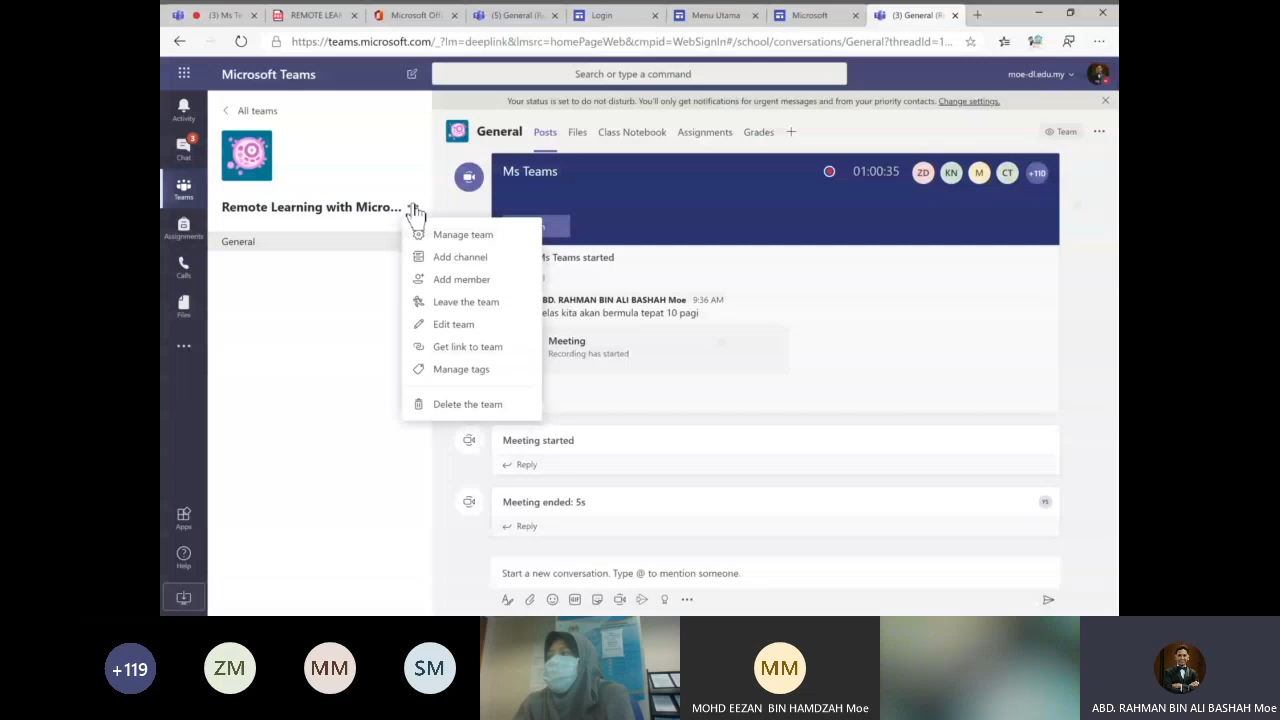 (3) Ms Te
REMOTE LEAR
Microsoft Off
(5) General (R
Login
Menu Utama
Microsoft
(3) General (R
https://teams.microsoft.com/_?lm=deeplink&lmsrc=homePageWeb&cmpid=WebSignIn#/school/conversations/General?threadId=1...
Microsoft Teams
Search or type a command
moe-dl.edu.my
Your status is set to do not disturb. You'll only get notifications for urgent messages and from your priority contacts. Change settings.
Activity
Chat
3
Teams
Assignments
Calls
Files
Apps
Help
All teams
Remote Learning with Micro...
General
Manage team
Add channel
Add member
Leave the team
Edit team
Get link to team
Manage tags
Delete the team
General
Posts
Files
Class Notebook
Assignments
Grades
Team
Ms Teams
01:00:35
ZD
KN
M
CT
+110
Ms Teams started
ABD. RAHMAN BIN ALI BASHAH Moe 9:36 AM
elas kita akan bermula tepat 10 pagi
Meeting
Recording has started
Meeting started
Reply
Meeting ended: 5s
YS
Reply
Start a new conversation. Type @ to mention someone.
GIF
+119
ZM
MM
SM
MM
MOHD EEZAN BIN HAMDZAH Moe
ABD. RAHMAN BIN ALI BASHAH Moe